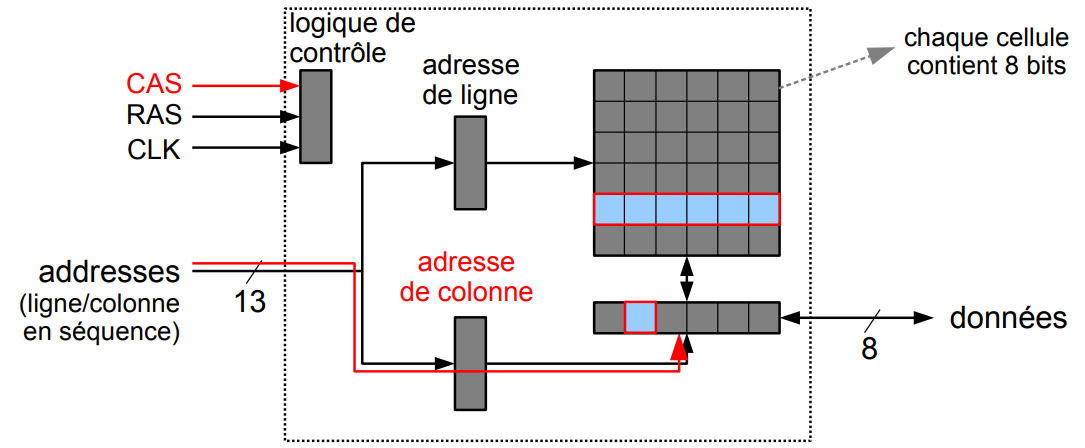 logique de
contrôle
CAS
RAS
CLK
adresse
de ligne
chaque cellule
contient 8 bits
addresses
(ligne/colonne
en séquence)
13
adresse
de colonne
données
8